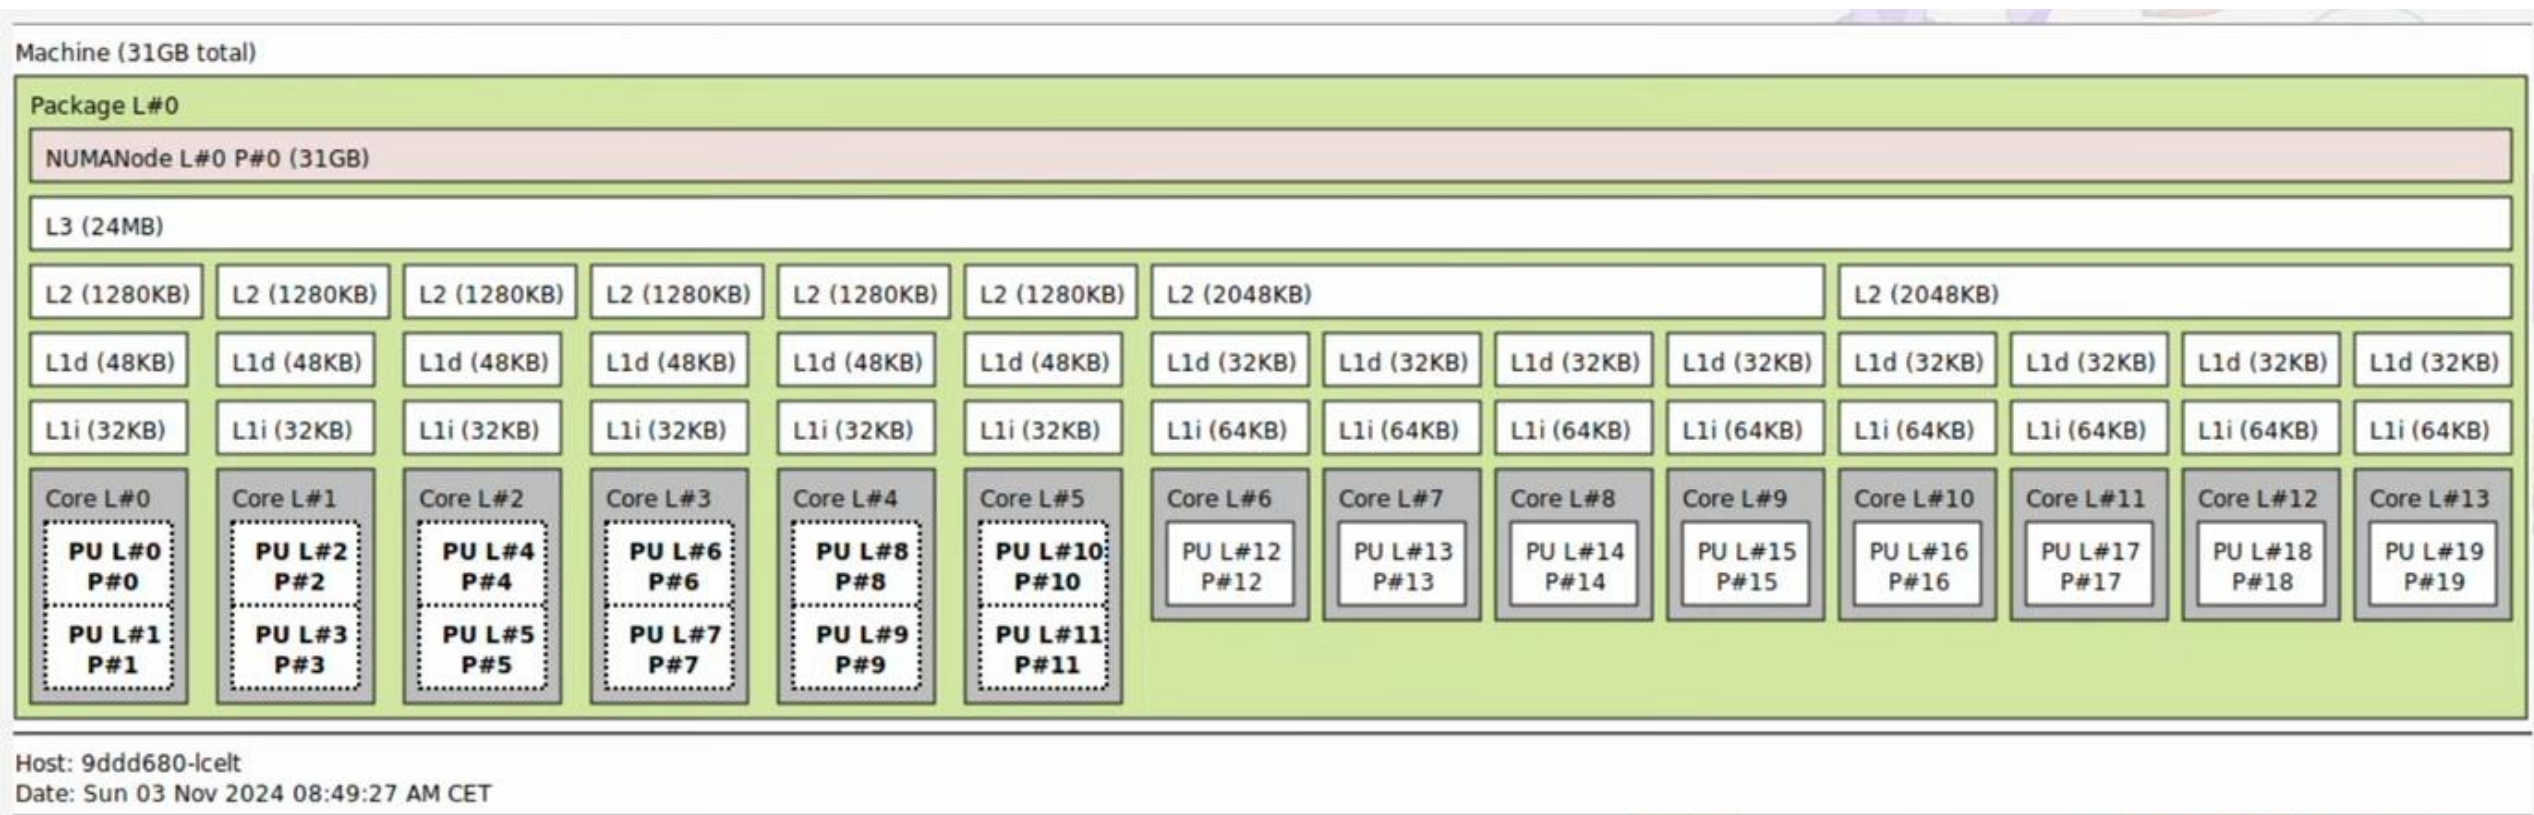 Machine (31GB total)
Package L#0
NUMANode L#0 P#0 (31GB)
L3 (24MB)
L2 (1280KB) L2 (1280KB) L2 (1280KB) L2 (1280KB) L2 (1280KB) L2 (1280KB) L2 (2048KB) L2 (2048KB)
L1d (48KB) L1d (48KB) L1d (48KB) L1d (48KB) L1d (48KB) L1d (48KB) L1d (32KB) L1d (32KB) L1d (32KB) L1d (32KB) L1d (32KB) L1d (32KB) L1d (32KB) L1d (32KB)
L1i (32KB) L1i (32KB) L1i (32KB) L1i (32KB) L1i (32KB) L1i (32KB) L1i (64KB) L1i (64KB) L1i (64KB) L1i (64KB) L1i (64KB) L1i (64KB) L1i (64KB) L1i (64KB)
Core L#0 Core L#1 Core L#2 Core L#3 Core L#4 Core L#5 Core L#6 Core L#7 Core L#8 Core L#9 Core L#10 Core L#11 Core L#12 Core L#13
PU L#0 PU L#2 PU L#4 PU L#6 PU L#8 PU L#10 PU L#12 PU L#13 PU L#14 PU L#15 PU L#16 PU L#17 PU L#18 PU L#19
P#0 P#2 P#4 P#6 P#8 P#10 P#12 P#13 P#14 P#15 P#16 P#17 P#18 P#19
PU L#1 PU L#3 PU L#5 PU L#7 PU L#9 PU L#11
P#1 P#3 P#5 P#7 P#9 P#11
Host: 9ddd680-lcelt
Date: Sun 03 Nov 2024 08:49:27 AM CET